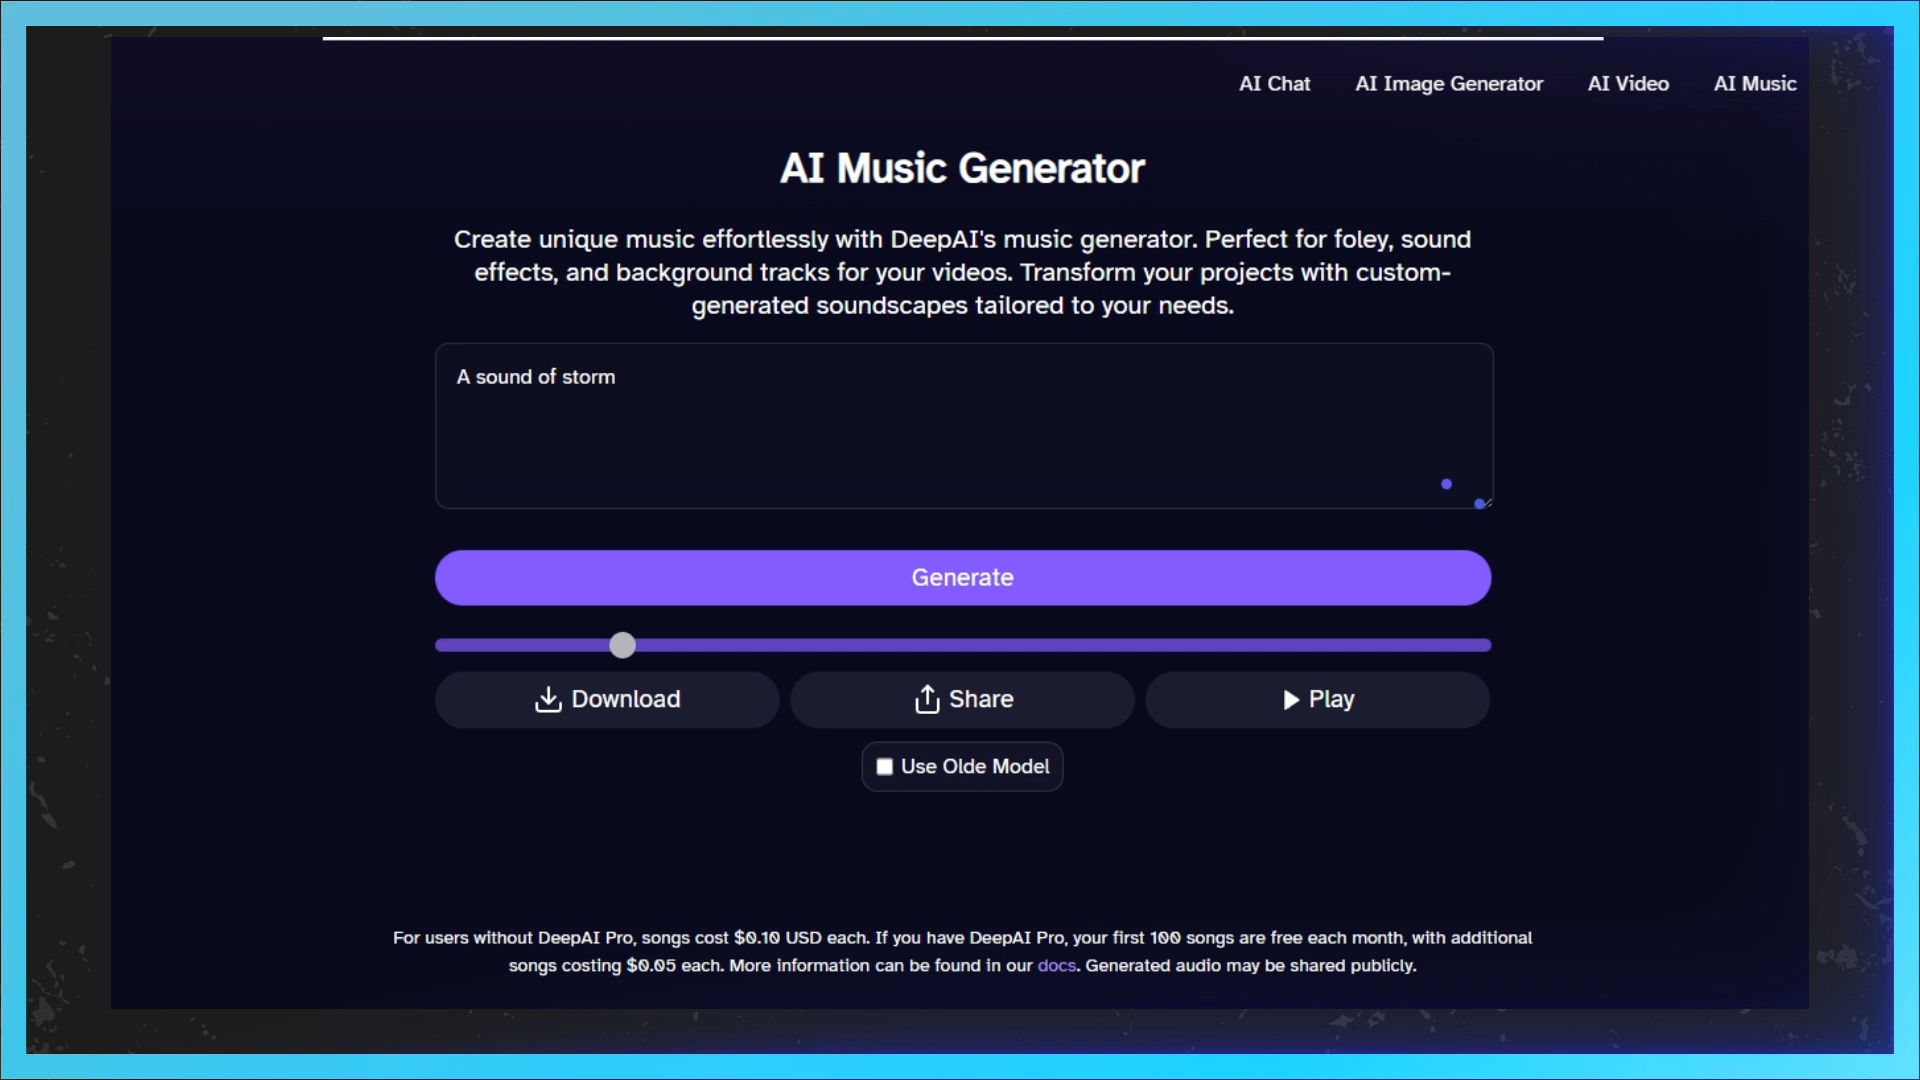 AI Chat AI Image Generator AI Video AI Music
AI Music Generator
Create unique music effortlessly with DeepAI's music generator. Perfect for foley, sound
effects, and background tracks for your videos. Transform your projects with custom-
generated soundscapes tailored to your needs.
A sound of storm
Generate
Download Share Play
Use Olde Model
For users without DeepAI Pro, songs cost $0.10 USD each. If you have DeepAI Pro, your first 100 songs are free each month, with additional
songs costing $0.05 each. More information can be found in our docs. Generated audio may be shared publicly.